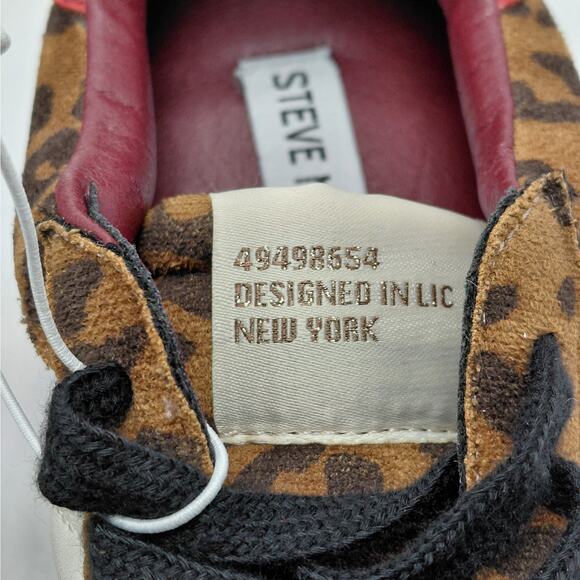 STEVE
49498654
DESIGNED IN LIC
NEW YORK